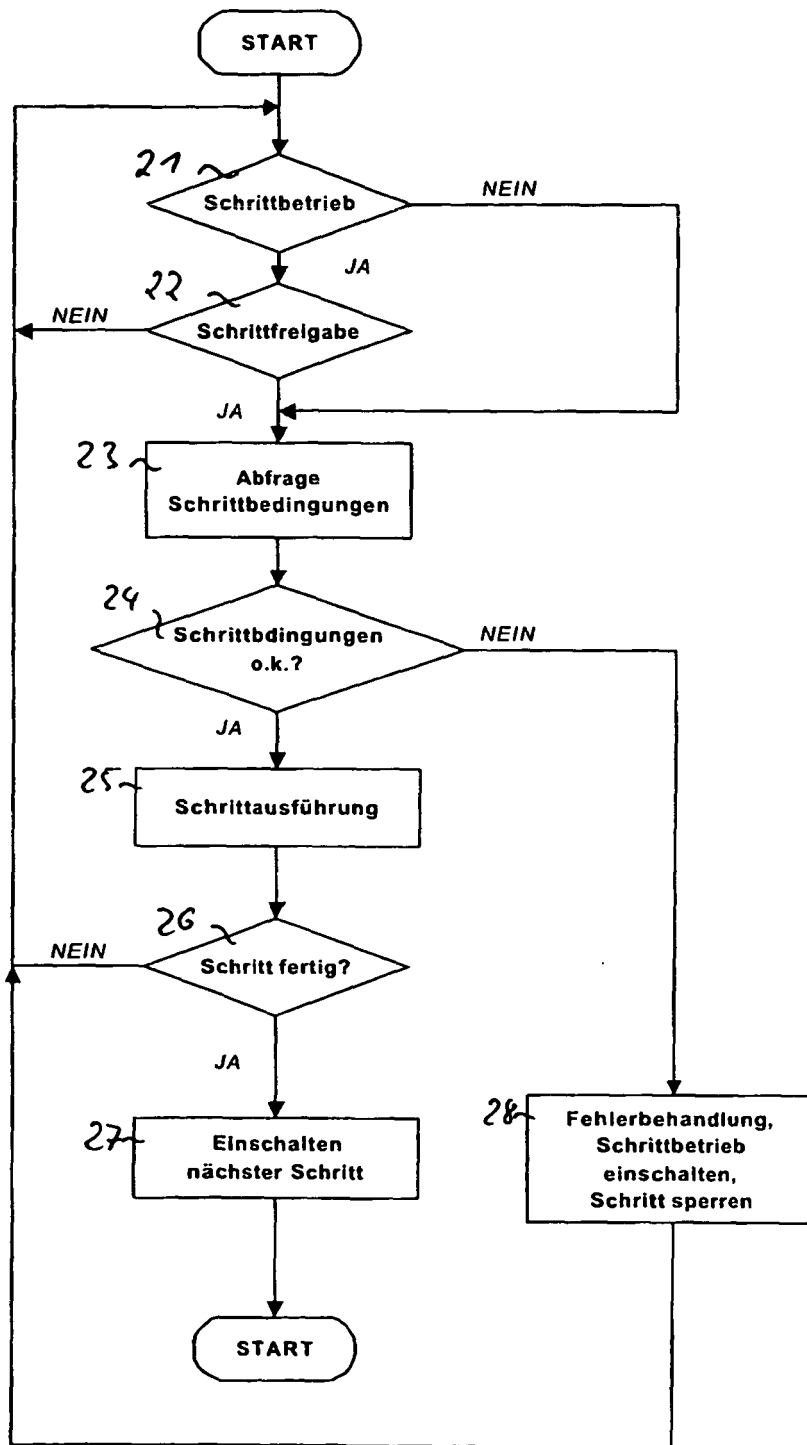 START
21
Schrittbetrieb
NEIN
JA
22
NEIN
Schrittfreigabe
JA
23
Abfrage
Schrittbedingungen
24
Schrittbdingungen
o.k.?
NEIN
JA
25
Schrittausführung
26
NEIN
Schritt fertig?
JA
27
Einschalten
nächster Schritt
28
Fehlerbehandlung,
Schrittbetrieb
einschalten,
Schritt sperren
START